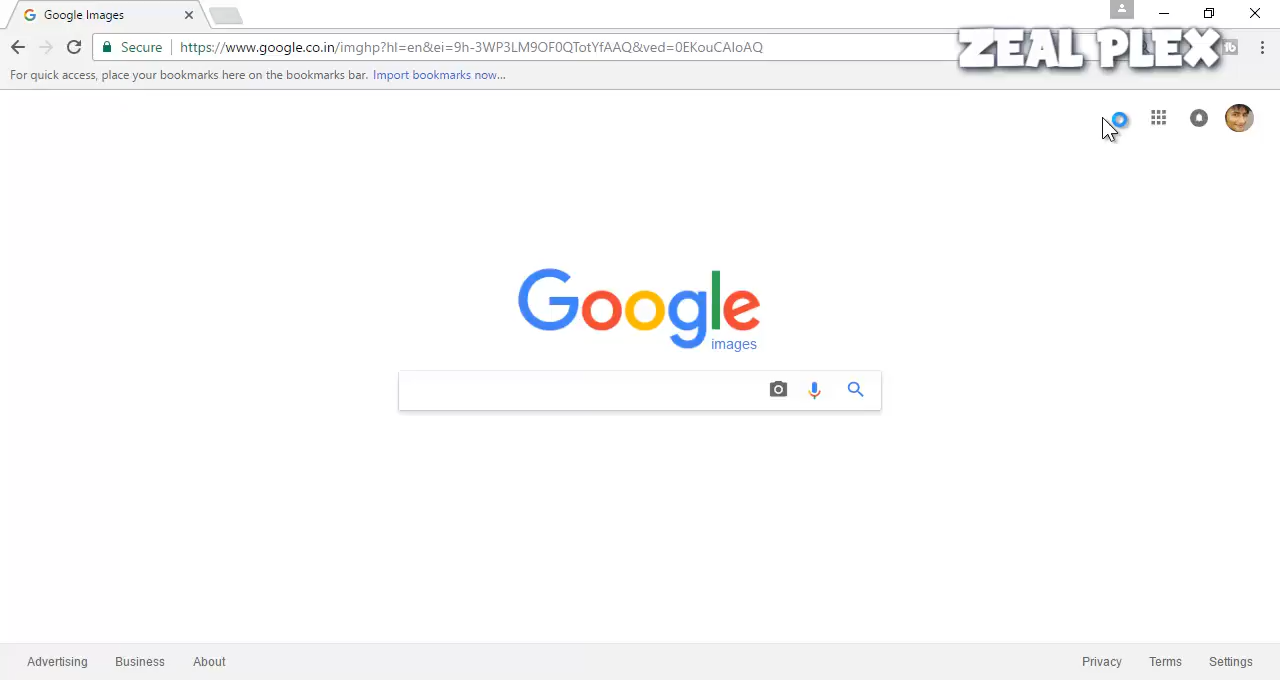 Google Images
Secure https://www.google.co.in/imghp?hl=en&ei=9h-3WP3LM9OF0QTotYfAAQ&ved=0EKouCAIoAQ
ZEAL PLEX
For quick access, place your bookmarks here on the bookmarks bar. Import bookmarks now...
Google
images
Advertising Business About Privacy Terms Settings